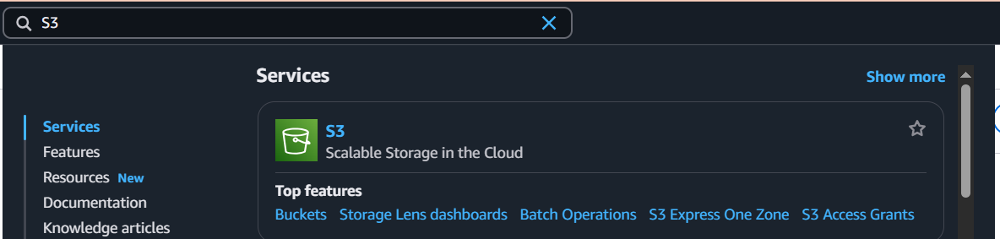 S3
Services
Show more
Services
Features
Resources New
Documentation
Knowledge articles
S3
Scalable Storage in the Cloud
Top features
Buckets Storage Lens dashboards Batch Operations S3 Express One Zone S3 Access Grants